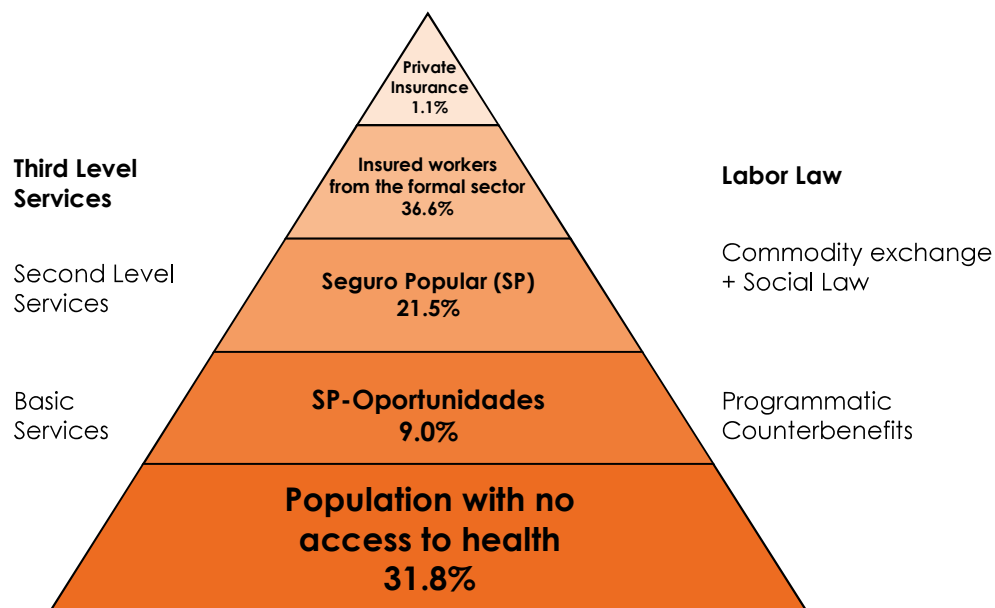 Private
Insurance
1.1%
Third Level
Services
Insured workers
from the formal sector
36.6%
Labor Law
Second Level
Services
Seguro Popular (SP)
21.5%
Commodity exchange
+ Social Law
Basic
Services
SP-Oportunidades
9.0%
Programmatic
Counterbenefits
Population with no
access to health
31.8%